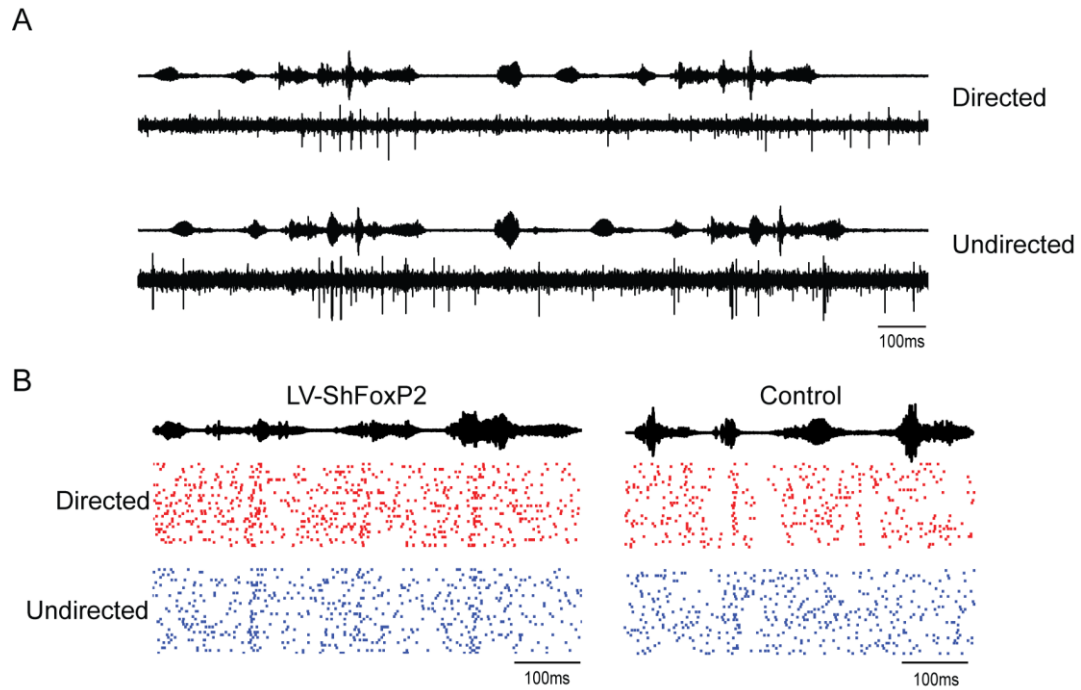 A
Directed
Undirected
100ms
B
LV-ShFoxP2
Control
Directed
Undirected
100ms
100ms